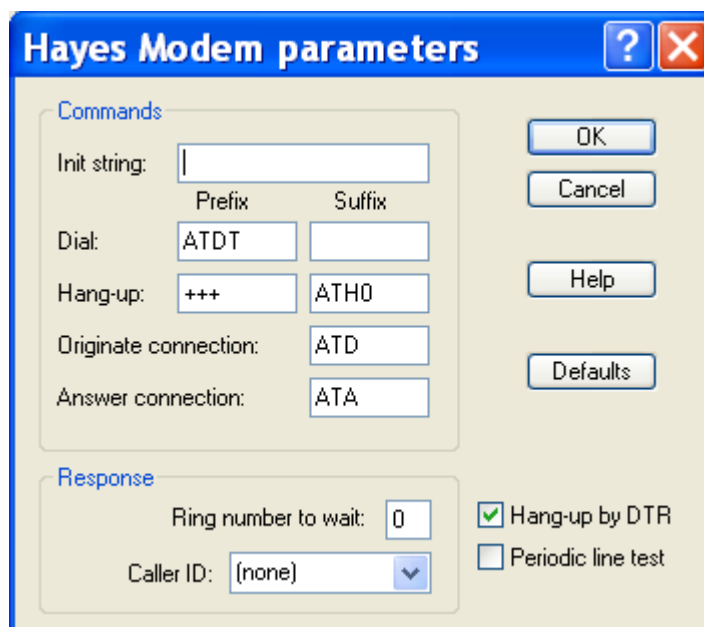 Hayes Modem parameters ?
Commands
Init string:
Prefix Suffix
Dial: ATDT
Hang-up: +++ ATH0
Originate connection: ATD
Answer connection: ATA
OK
Cancel
Help
Defaults
Response
Ring number to wait: 0
Caller ID: (none)
Hang-up by DTR
Periodic line test